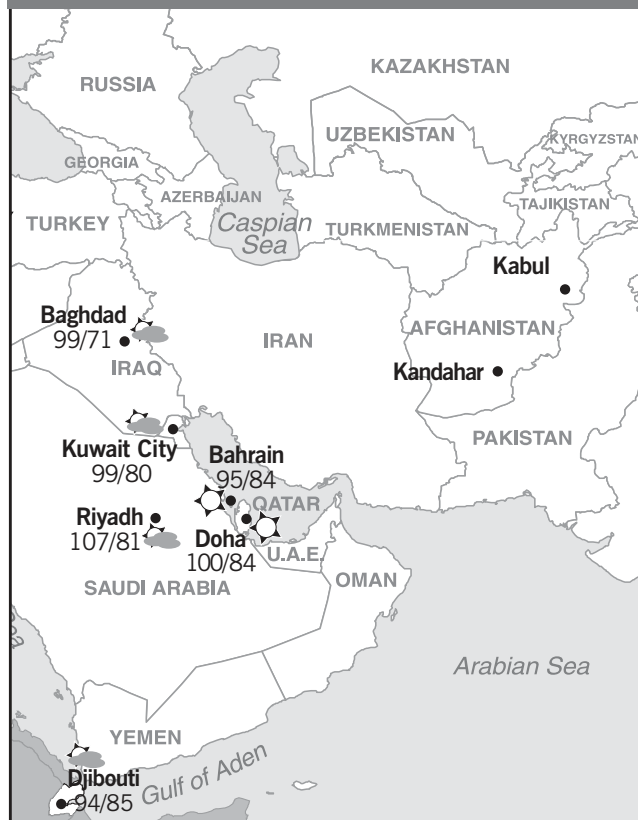 KAZAKHSTAN
RUSSIA
UZBEKISTAN
KYRGYZSTAN
GEORGIA
AZERBAIJAN
TAJIKISTAN
TURKEY
Caspian
Sea
TURKMENISTAN
Kabul
Baghdad
99/71
IRAQ
IRAN
AFGHANISTAN
Kandahar
PAKISTAN
Kuwait City
99/80
Bahrain
95/84
QATAR
Riyadh
107/81
Doha
100/84
U.A.E.
OMAN
SAUDI ARABIA
Arabian Sea
YEMEN
Gulf of Aden
Djibouti
94/85